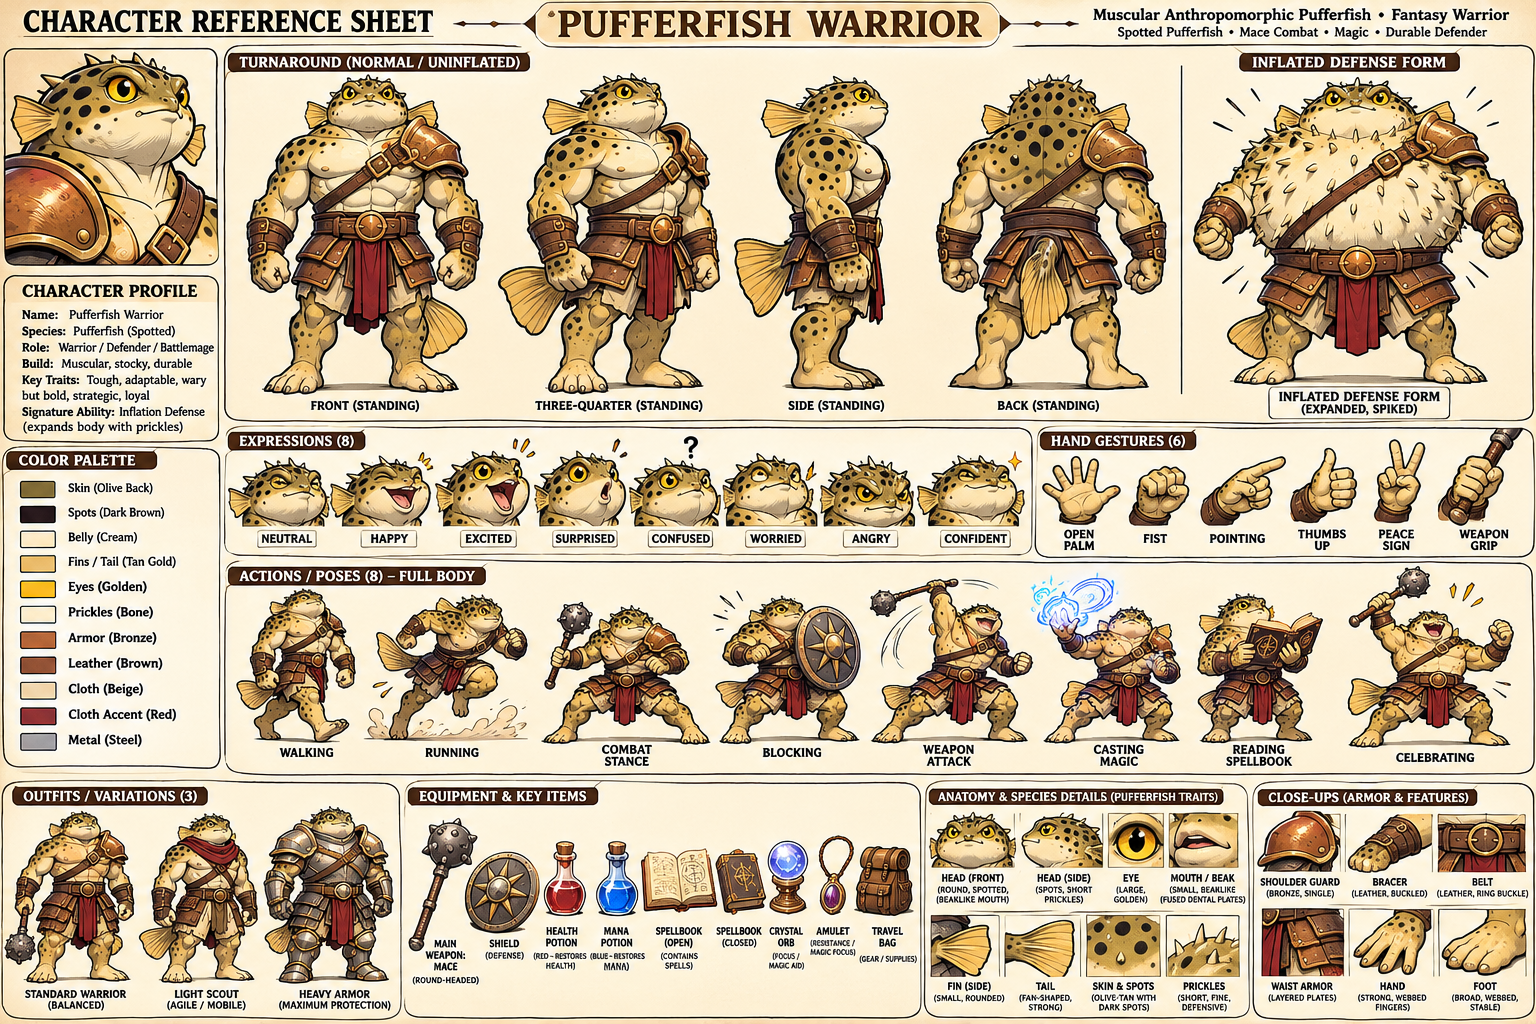 CHARACTER REFERENCE SHEET
PUFFERFISH WARRIOR
Muscular Anthropomorphic Pufferfish • Fantasy Warrior
Spotted Pufferfish • Mace Combat • Magic • Durable Defender
TURNAROUND (NORMAL / UNINFLATED)
INFLATED DEFENSE FORM
FRONT (STANDING)
THREE-QUARTER (STANDING)
SIDE (STANDING)
BACK (STANDING)
INFLATED DEFENSE FORM
(EXPANDED, SPIKED)
CHARACTER PROFILE
Name: Pufferfish Warrior
Species: Pufferfish (Spotted)
Role: Warrior / Defender / Battlemage
Build: Muscular, stocky, durable
Key Traits: Tough, adaptable, wary
but bold, strategic, loyal
Signature Ability: Inflation Defense
(expands body with prickles)
COLOR PALETTE
Skin (Olive Back)
Spots (Dark Brown)
Belly (Cream)
Fins / Tail (Tan Gold)
Eyes (Golden)
Prickles (Bone)
Armor (Bronze)
Leather (Brown)
Cloth (Beige)
Cloth Accent (Red)
Metal (Steel)
EXPRESSIONS (8)
?
NEUTRAL
HAPPY
EXCITED
SURPRISED
CONFUSED
WORRIED
ANGRY
CONFIDENT
HAND GESTURES (6)
OPEN
PALM
FIST
POINTING
THUMBS
UP
PEACE
SIGN
WEAPON
GRIP
ACTIONS / POSES (8) – FULL BODY
WALKING
RUNNING
COMBAT
STANCE
BLOCKING
WEAPON
ATTACK
CASTING
MAGIC
READING
SPELLBOOK
CELEBRATING
OUTFITS / VARIATIONS (3)
STANDARD WARRIOR
(BALANCED)
LIGHT SCOUT
(AGILE / MOBILE)
HEAVY ARMOR
(MAXIMUM PROTECTION)
EQUIPMENT & KEY ITEMS
MAIN
WEAPON:
MACE
(ROUND-HEADED)
SHIELD
(DEFENSE)
HEALTH
POTION
(RED – RESTORES
HEALTH)
MANA
POTION
(BLUE – RESTORES
MANA)
SPELLBOOK
(OPEN)
(CONTAINS
SPELLS)
SPELLBOOK
(CLOSED)
CRYSTAL
ORB
(FOCUS /
MAGIC AID)
AMULET
(RESISTANCE /
MAGIC FOCUS)
TRAVEL
BAG
(GEAR / SUPPLIES)
ANATOMY & SPECIES DETAILS (PUFFERFISH TRAITS)
HEAD (FRONT)
(ROUND, SPOTTED,
BEAKLIKE MOUTH)
HEAD (SIDE)
(SPOTS, SHORT
PRICKLES)
EYE
(LARGE,
GOLDEN)
MOUTH / BEAK
(SMALL, BEAKLIKE
FUSED DENTAL PLATES)
FIN (SIDE)
(SMALL, ROUNDED)
TAIL
(FAN-SHAPED,
STRONG)
SKIN & SPOTS
(OLIVE-TAN WITH
DARK SPOTS)
PRICKLES
(SHORT, FINE,
DEFENSIVE)
CLOSE-UPS (ARMOR & FEATURES)
SHOULDER GUARD
(BRONZE, SINGLE)
BRACER
(LEATHER, BUCKLED)
BELT
(LEATHER, RING BUCKLE)
WAIST ARMOR
(LAYERED PLATES)
HAND
(STRONG, WEBBED
FINGERS)
FOOT
(BROAD, WEBBED,
STABLE)